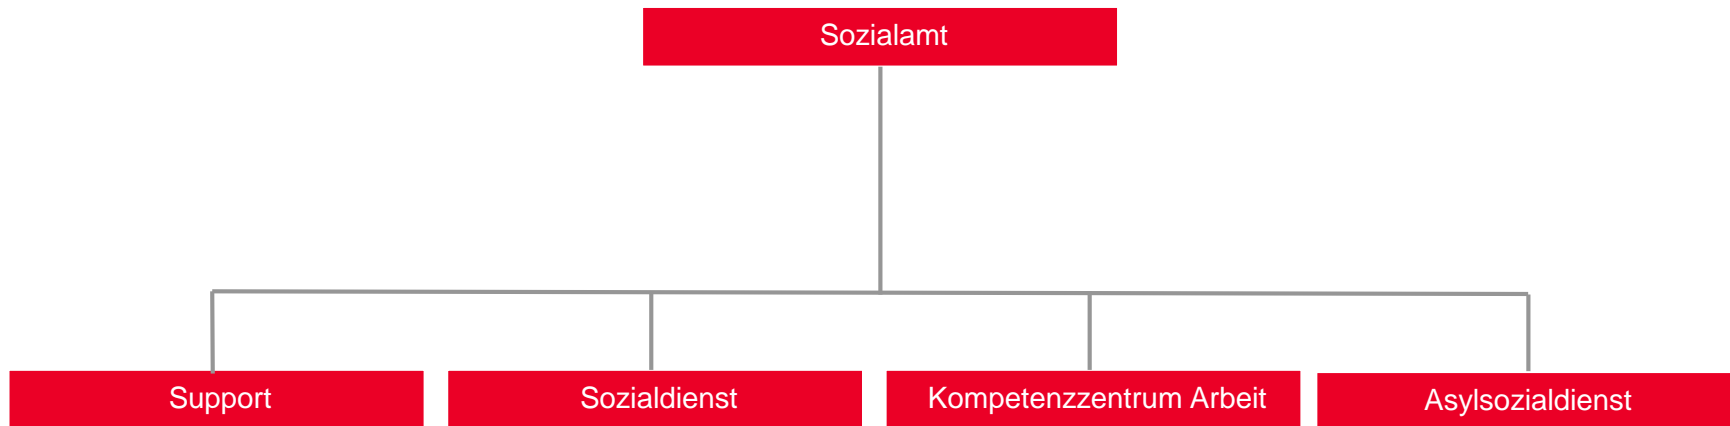 Sozialamt
Support
Sozialdienst
Kompetenzzentrum Arbeit
Asylsozialdienst